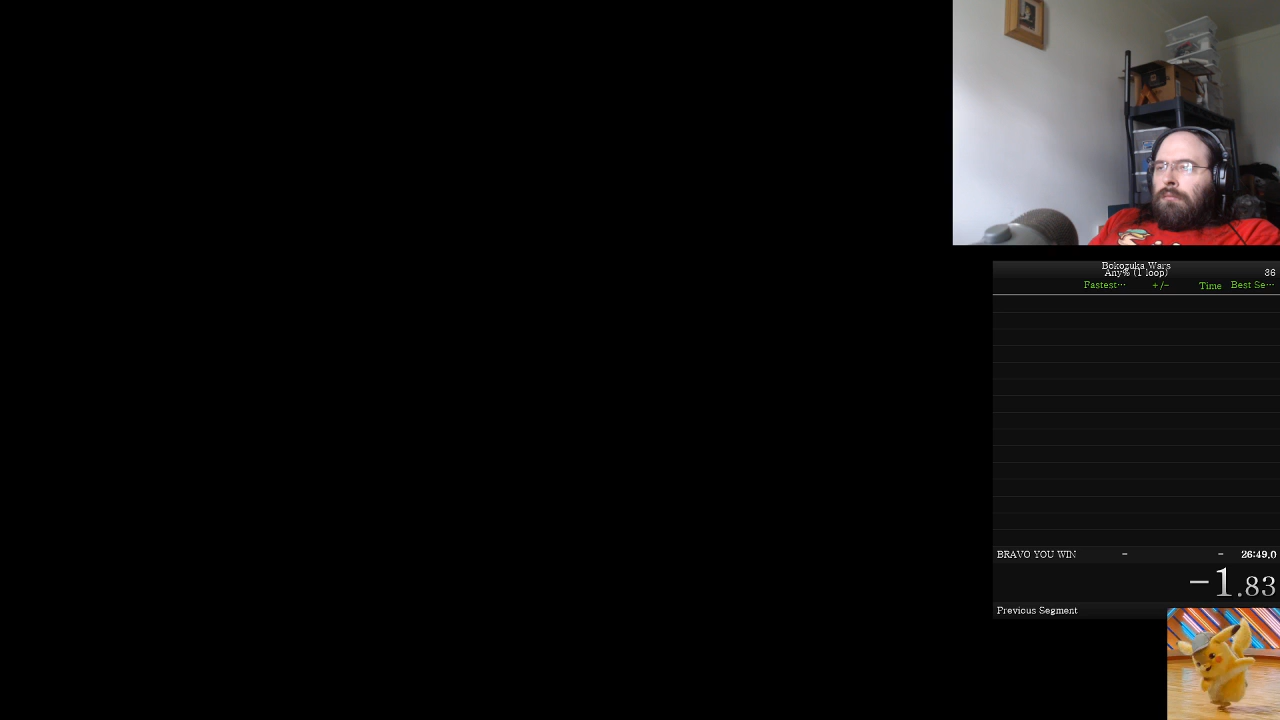 Bokozuka Wars
Any% (1 loop) 36
Fastest… +/- Time Best Se…
BRAVO YOU WIN - - 26:49.0
-1.83
Previous Segment